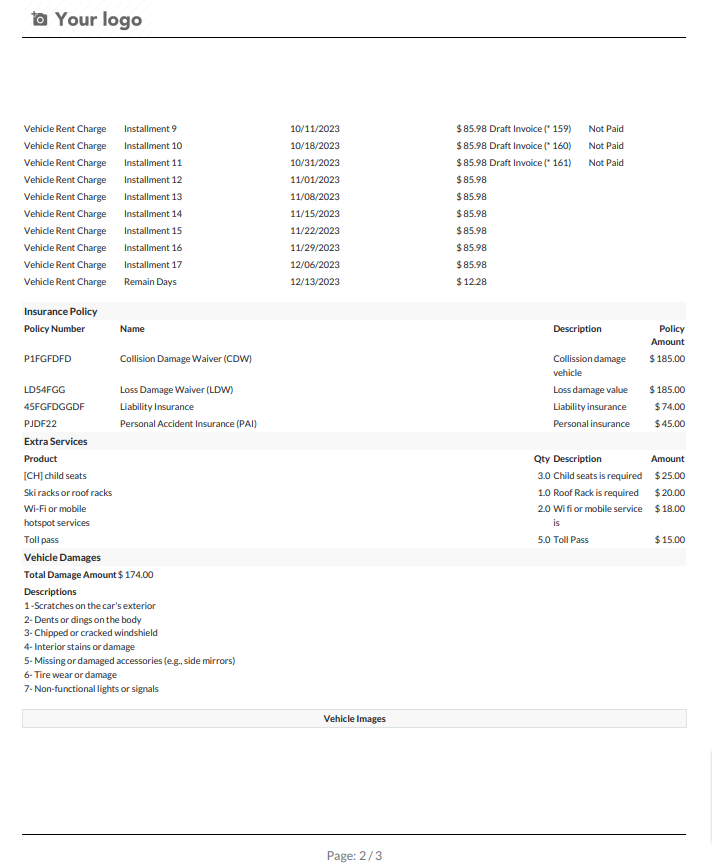 Your logo
Vehicle Rent Charge Installment 9 10/11/2023 $ 85.98 Draft Invoice (* 159) Not Paid
Vehicle Rent Charge Installment 10 10/18/2023 $ 85.98 Draft Invoice (* 160) Not Paid
Vehicle Rent Charge Installment 11 10/31/2023 $ 85.98 Draft Invoice (* 161) Not Paid
Vehicle Rent Charge Installment 12 11/01/2023 $ 85.98
Vehicle Rent Charge Installment 13 11/08/2023 $ 85.98
Vehicle Rent Charge Installment 14 11/15/2023 $ 85.98
Vehicle Rent Charge Installment 15 11/22/2023 $ 85.98
Vehicle Rent Charge Installment 16 11/29/2023 $ 85.98
Vehicle Rent Charge Installment 17 12/06/2023 $ 85.98
Vehicle Rent Charge Remain Days 12/13/2023 $ 12.28
Insurance Policy
Policy Number Name Description Policy
Amount
P1FGFDFD Collision Damage Waiver (CDW) Collission damage $ 185.00
vehicle
LD54FGG Loss Damage Waiver (LDW) Loss damage value $ 185.00
45FGFDGGDF Liability Insurance Liability insurance $ 74.00
PJDF22 Personal Accident Insurance (PAI) Personal insurance $ 45.00
Extra Services
Product Qty Description Amount
[CH] child seats 3.0 Child seats is required $ 25.00
Ski racks or roof racks 1.0 Roof Rack is required $ 20.00
Wi-Fi or mobile 2.0 Wi fi or mobile service $ 18.00
hotspot services is
Toll pass 5.0 Toll Pass $ 15.00
Vehicle Damages
Total Damage Amount $ 174.00
Descriptions
1 -Scratches on the car's exterior
2- Dents or dings on the body
3- Chipped or cracked windshield
4- Interior stains or damage
5- Missing or damaged accessories (e.g., side mirrors)
6- Tire wear or damage
7- Non-functional lights or signals
Vehicle Images
Page: 2 / 3